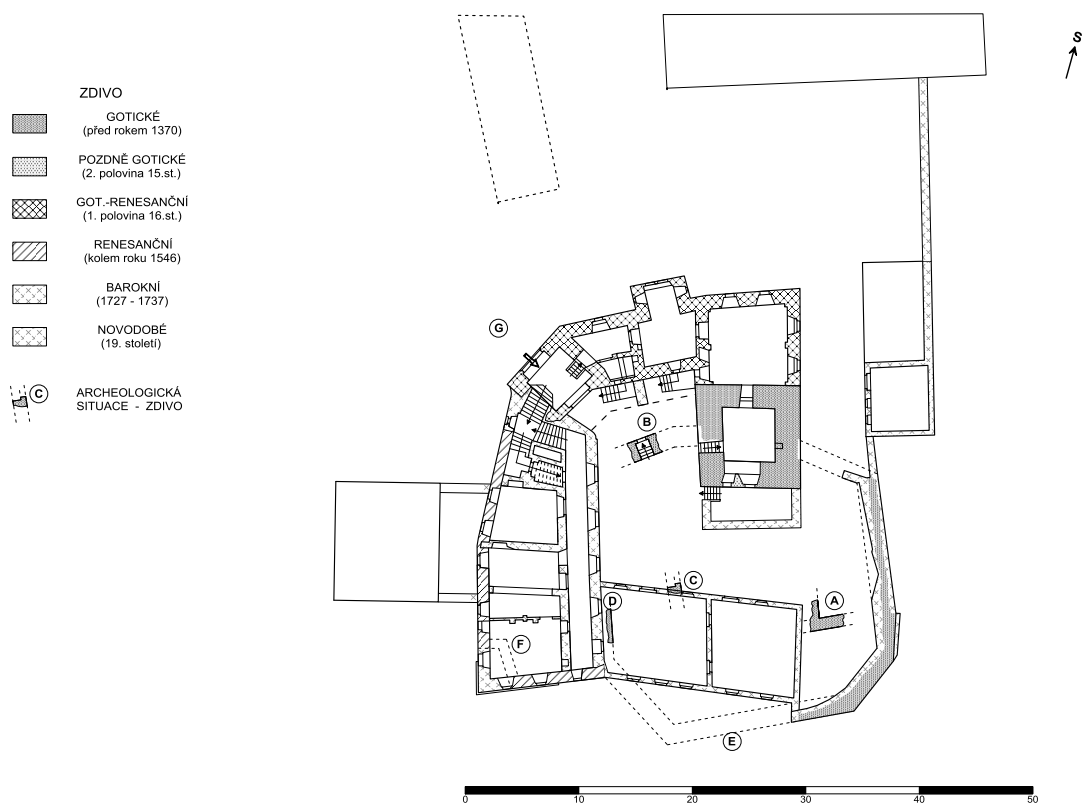 S
ZDIVO
GOTICKÉ
(před rokem 1370)
POZDNĚ GOTICKÉ
(2. polovina 15.st.)
GOT.-RENESANČNÍ
(1. polovina 16.st.)
RENESANČNÍ
(kolem roku 1546)
BAROKNÍ
(1727 - 1737)
NOVODOBÉ
(19. století)
C
ARCHEOLOGICKÁ
SITUACE - ZDIVO
G
B
C
D
A
F
E
0 10 20 30 40 50